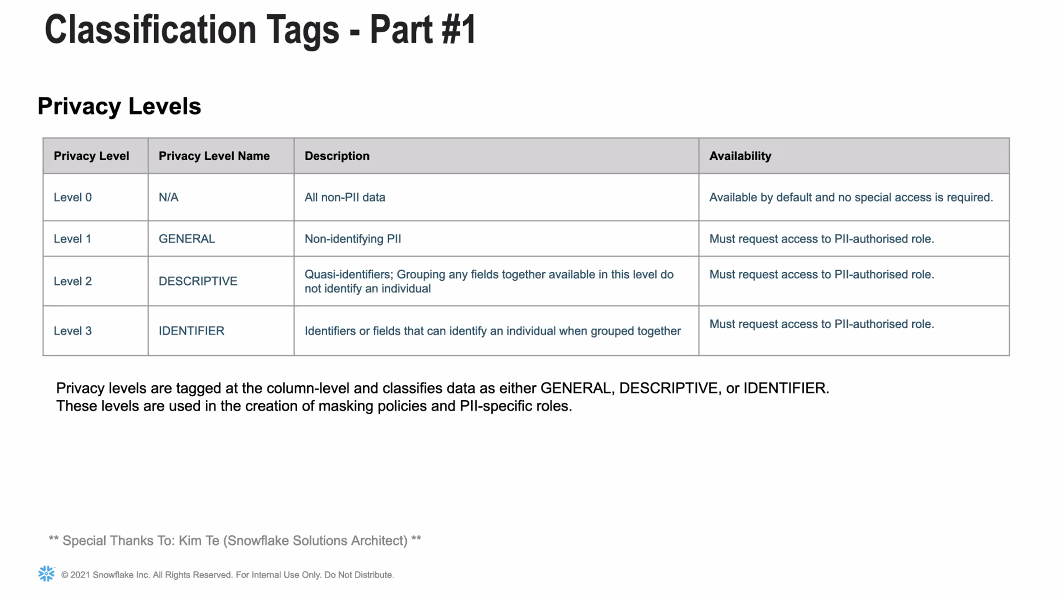 Classification Tags - Part #1
Privacy Levels
Privacy Level Privacy Level Name Description Availability
Level 0 N/A All non-PII data Available by default and no special access is required.
Level 1 GENERAL Non-identifying PII Must request access to PII-authorised role.
Level 2 DESCRIPTIVE Quasi-identifiers; Grouping any fields together available in this level do
not identify an individual Must request access to PII-authorised role.
Level 3 IDENTIFIER Identifiers or fields that can identify an individual when grouped together Must request access to PII-authorised role.
Privacy levels are tagged at the column-level and classifies data as either GENERAL, DESCRIPTIVE, or IDENTIFIER.
These levels are used in the creation of masking policies and PII-specific roles.
** Special Thanks To: Kim Te (Snowflake Solutions Architect) **
© 2021 Snowflake Inc. All Rights Reserved. For Internal Use Only. Do Not Distribute.